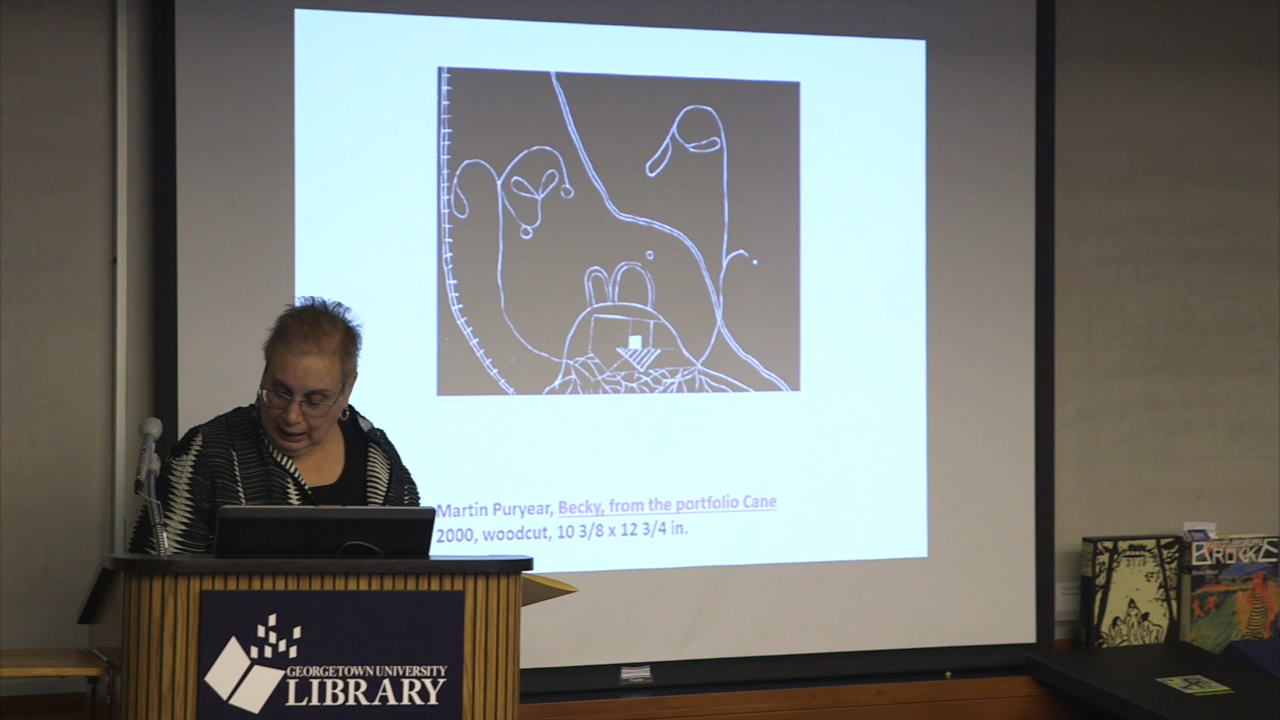 Martin Puryear, Becky, from the portfolio Cane
2000, woodcut, 10 3/8 x 12 3/4 in.
GEORGETOWN UNIVERSITY
LIBRARY